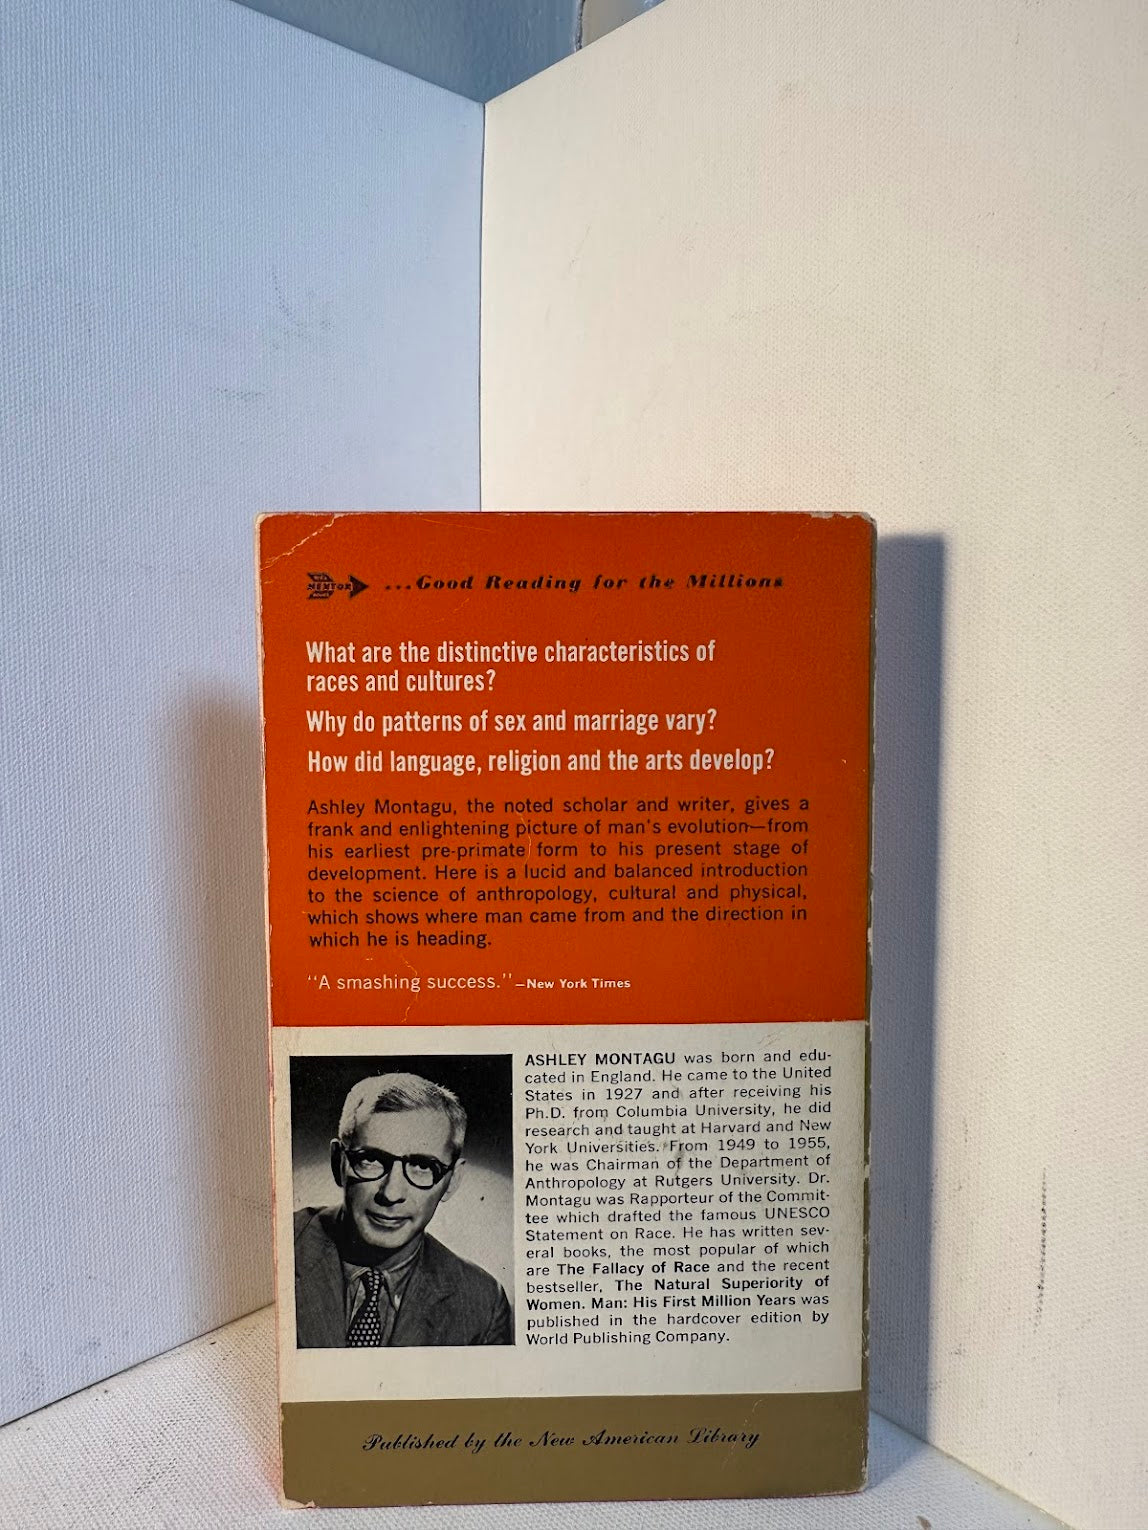 MENTOR ...Good Reading for the Millions
What are the distinctive characteristics of
races and cultures?
Why do patterns of sex and marriage vary?
How did language, religion and the arts develop?
Ashley Montagu, the noted scholar and writer, gives a
frank and enlightening picture of man's evolution—from
his earliest pre-primate form to his present stage of
development. Here is a lucid and balanced introduction
to the science of anthropology, cultural and physical,
which shows where man came from and the direction in
which he is heading.
"A smashing success."—New York Times
ASHLEY MONTAGU was born and edu-
cated in England. He came to the United
States in 1927 and after receiving his
Ph.D. from Columbia University, he did
research and taught at Harvard and New
York Universities. From 1949 to 1955,
he was Chairman of the Department of
Anthropology at Rutgers University. Dr.
Montagu was Rapporteur of the Commit-
tee which drafted the famous UNESCO
Statement on Race. He has written sev-
eral books, the most popular of which
are The Fallacy of Race and the recent
bestseller, The Natural Superiority of
Women. Man: His First Million Years was
published in the hardcover edition by
World Publishing Company.
Published by the New American Library